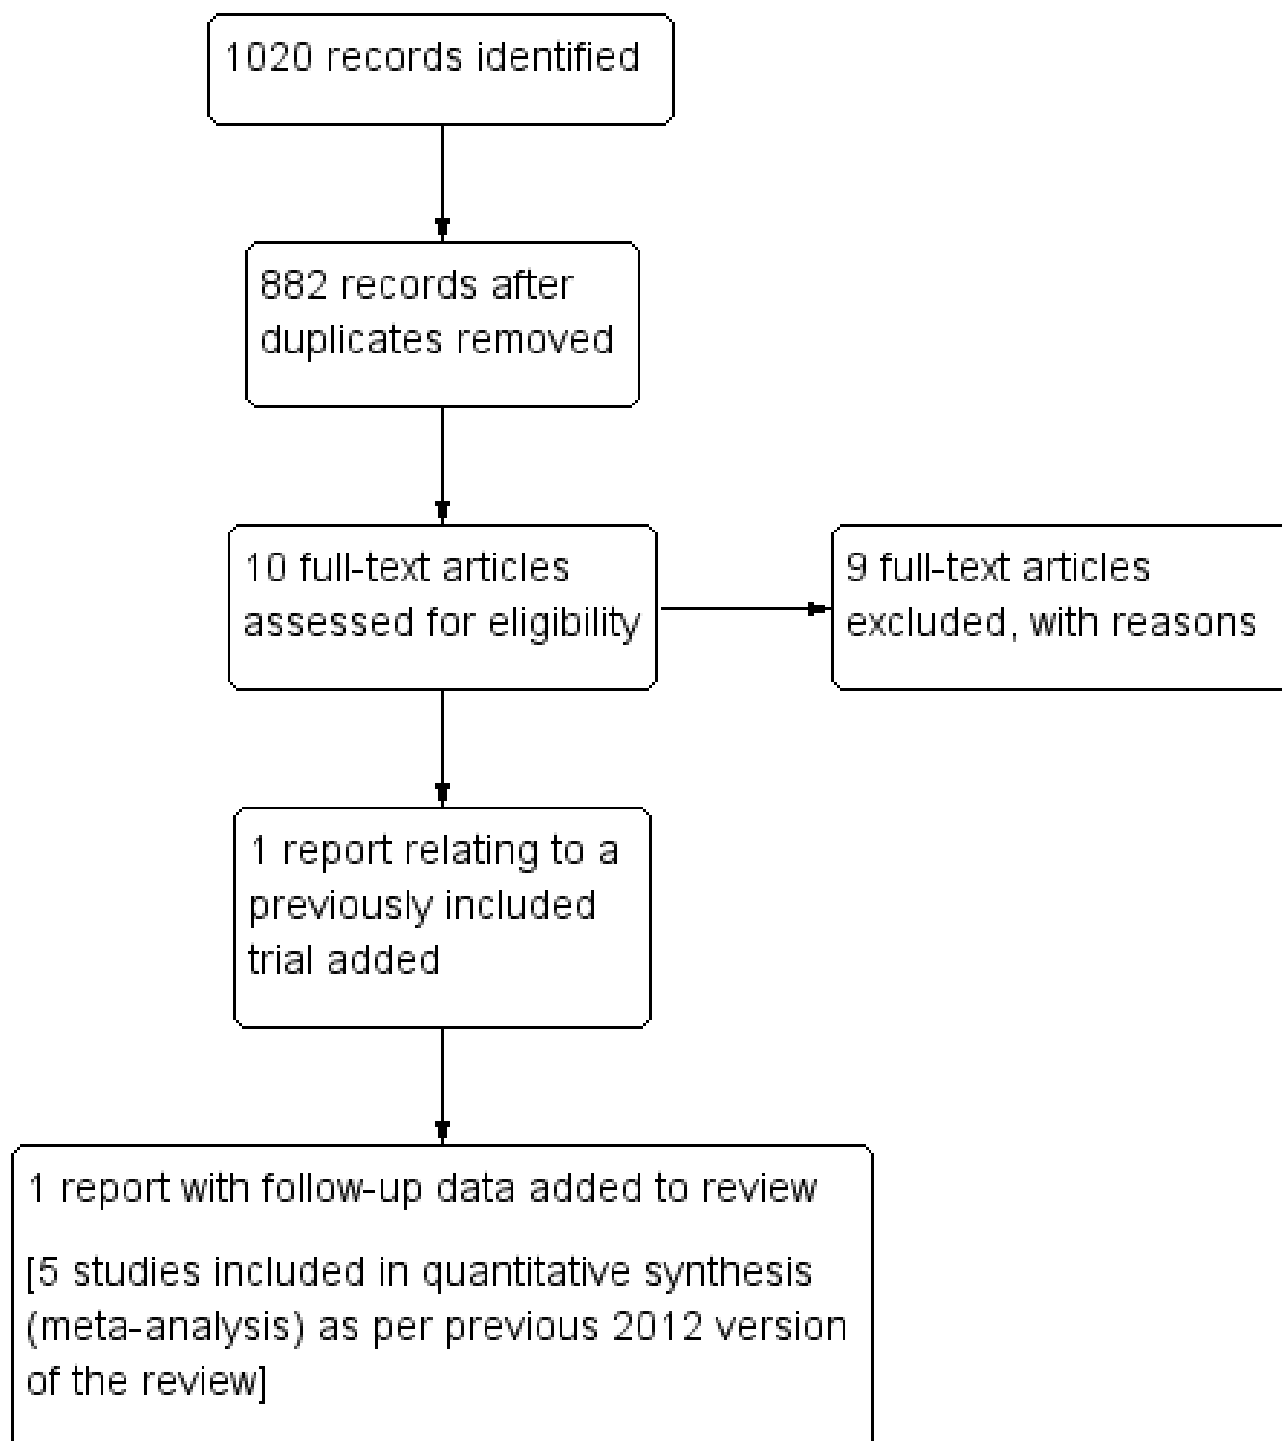 1020 records identified
882 records after
duplicates removed
10 full-text articles
assessed for eligibility
9 full-text articles
excluded, with reasons
1 report relating to a
previously included
trial added
1 report with follow-up data added to review
[5 studies included in quantitative synthesis
(meta-analysis) as per previous 2012 version
of the review]